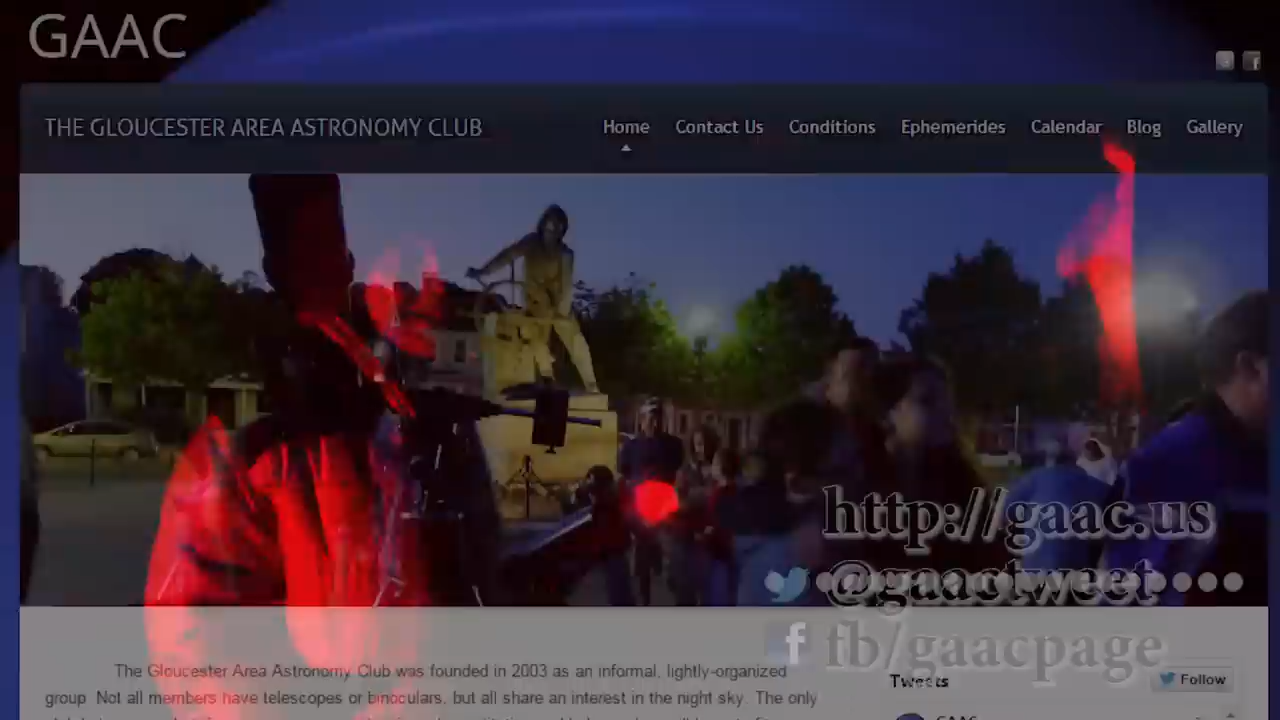 GAAC
THE GLOUCESTER AREA ASTRONOMY CLUB
Home Contact Us Conditions Ephemerides Calendar Blog Gallery
http://gaac.us
@gaactweet
f fb/gaacpage
The Gloucester Area Astronomy Club was founded in 2003 as an informal, lightly-organized
group. Not all members have telescopes or binoculars, but all share an interest in the night sky. The only
Tweets
Follow